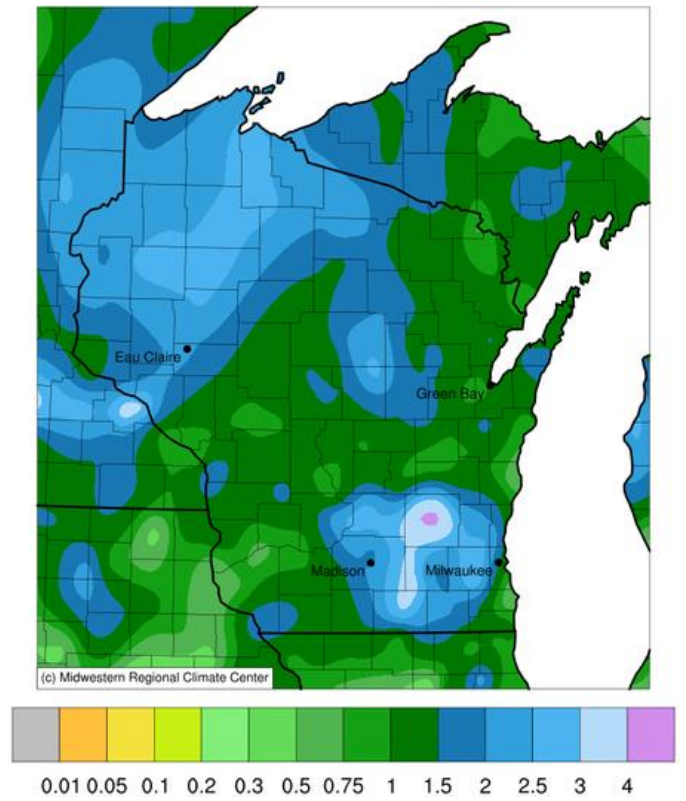 Eau Claire
Green Bay
Madison
Milwaukee
(c) Midwestern Regional Climate Center
0.01 0.05 0.1 0.2 0.3 0.5 0.75 1 1.5 2 2.5 3 4